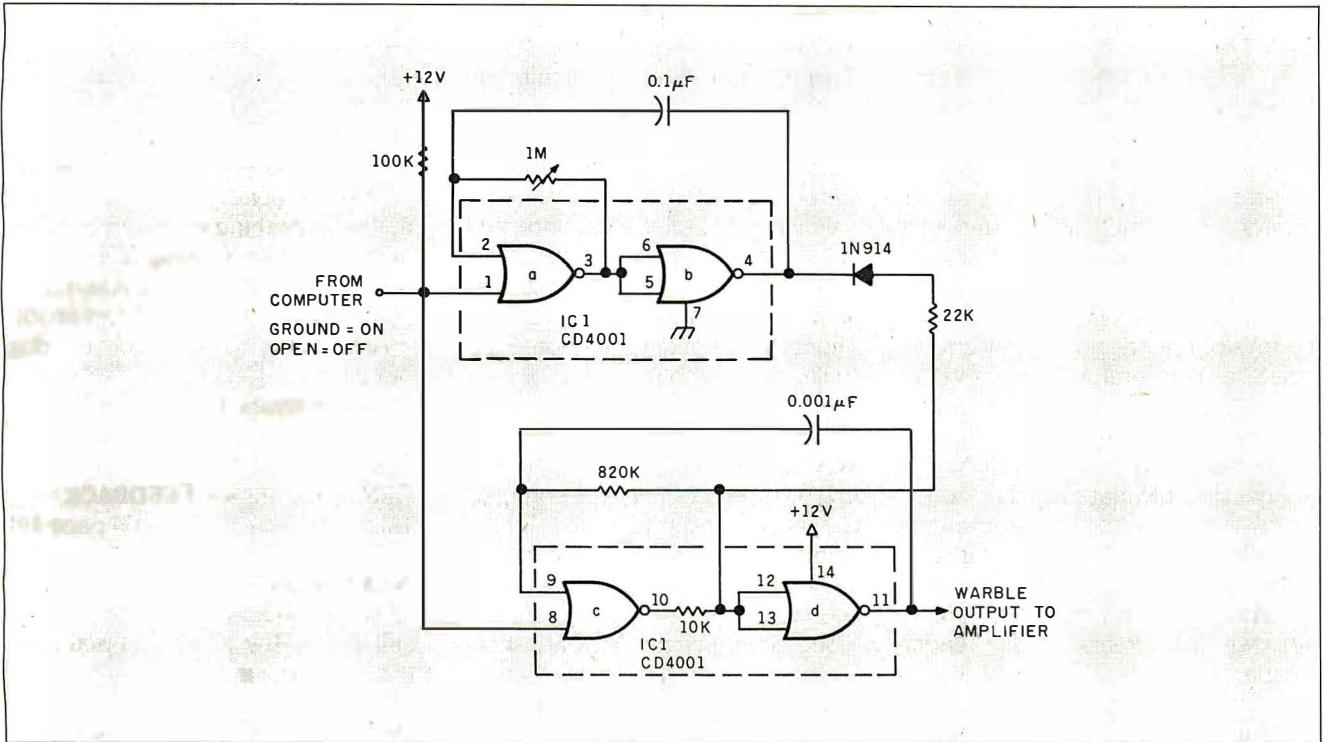 +12V
0.1µF
100K
1M
2
3
6
4
1N914
1
a
5
b
7
FROM
COMPUTER
GROUND = ON
OPEN = OFF
IC1
CD4001
22K
0.001µF
820K
FEEDBACK
+12V
9
12
14
8
c
10
13
d
11
10K
WARBLE
OUTPUT TO
AMPLIFIER
IC1
CD4001